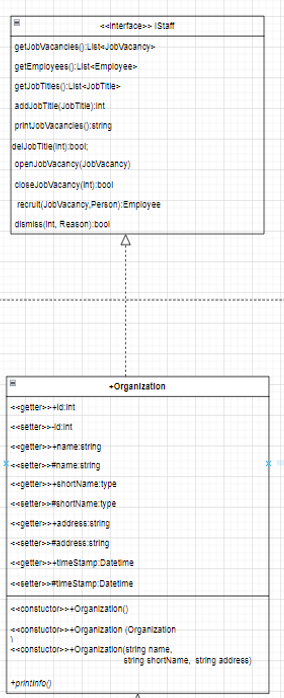 <<Interface>> IStaff
getJobVacancies():List<JobVacancy>
getEmployees():List<Employee>
getJobTitles():List<JobTitle>
addJobTitle(JobTitle):int
printJobVacancies():string
delJobTitle(int):bool;
openJobVacancy(JobVacancy)
closeJobVacancy(int):bool
recruit(JobVacancy,Person):Employee
dismiss(int, Reason):bool
+Organization
<<getter>>+id:int
<<setter>>-id:int
<<getter>>+name:string
<<setter>>#name:string
<<getter>>+shortName:type
<<setter>>#shortName:type
<<getter>>+address:string
<<setter>>#address:string
<<getter>>+timeStamp:Datetime
<<setter>>#timeStamp:Datetime
<<constuctor>>+Organization()
<<constuctor>>+Organization (Organization
)
<<constuctor>>+Organization(string name,
string shortName, string address)
+printInfo()